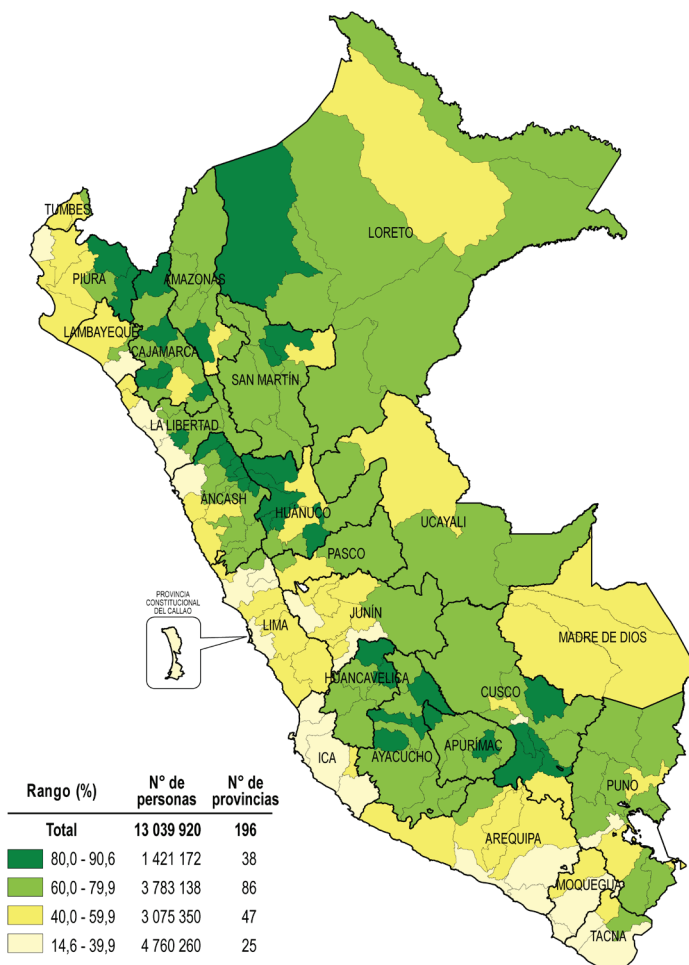 TUMBES
LORETO
PIURA
AMAZONAS
LAMBAYEQUE
CAJAMARCA
SAN MARTÍN
LA LIBERTAD
ANCASH
HUANUCO
UCAYALI
PASCO
PROVINCIA
CONSTITUCIONAL
DEL CALLAO
LIMA
JUNÍN
MADRE DE DIOS
HUANCAVELICA
CUSCO
ICA
AYACUCHO
APURÍMAC
PUNO
AREQUIPA
MOQUEGUA
TACNA
Rango (%) N° de personas N° de provincias
Total 13 039 920 196
80,0 - 90,6 1 421 172 38
60,0 - 79,9 3 783 138 86
40,0 - 59,9 3 075 350 47
14,6 - 39,9 4 760 260 25